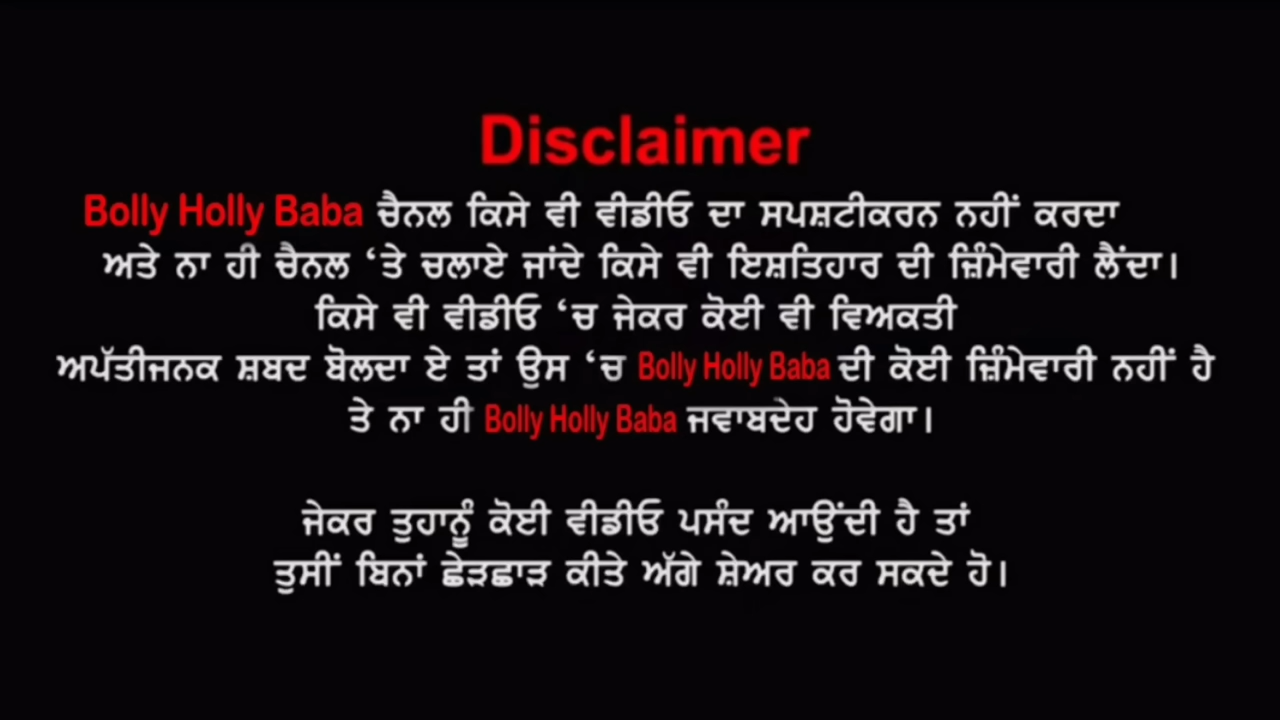 Disclaimer
Bolly Holly Baba ਚੈਨਲ ਕਿਸੇ ਵੀ ਵੀਡੀਓ ਦਾ ਸਪਸ਼ਟੀਕਰਨ ਨਹੀਂ ਕਰਦਾ
ਅਤੇ ਨਾ ਹੀ ਚੈਨਲ ‘ਤੇ ਚਲਾਏ ਜਾਂਦੇ ਕਿਸੇ ਵੀ ਇਸ਼ਤਿਹਾਰ ਦੀ ਜ਼ਿੰਮੇਵਾਰੀ ਲੈਂਦਾ।
ਕਿਸੇ ਵੀ ਵੀਡੀਓ ‘ਚ ਜੇਕਰ ਕੋਈ ਵੀ ਵਿਅਕਤੀ
ਅਪੱਤੀਜਨਕ ਸ਼ਬਦ ਬੋਲਦਾ ਏ ਤਾਂ ਉਸ ‘ਚ Bolly Holly Baba ਦੀ ਕੋਈ ਜ਼ਿੰਮੇਵਾਰੀ ਨਹੀਂ ਹੈ
ਤੇ ਨਾ ਹੀ Bolly Holly Baba ਜਵਾਬਦੇਹ ਹੋਵੇਗਾ।
ਜੇਕਰ ਤੁਹਾਨੂੰ ਕੋਈ ਵੀਡੀਓ ਪਸੰਦ ਆਉਂਦੀ ਹੈ ਤਾਂ
ਤੁਸੀਂ ਬਿਨਾਂ ਛੇੜਛਾੜ ਕੀਤੇ ਅੱਗੇ ਸ਼ੇਅਰ ਕਰ ਸਕਦੇ ਹੋ।